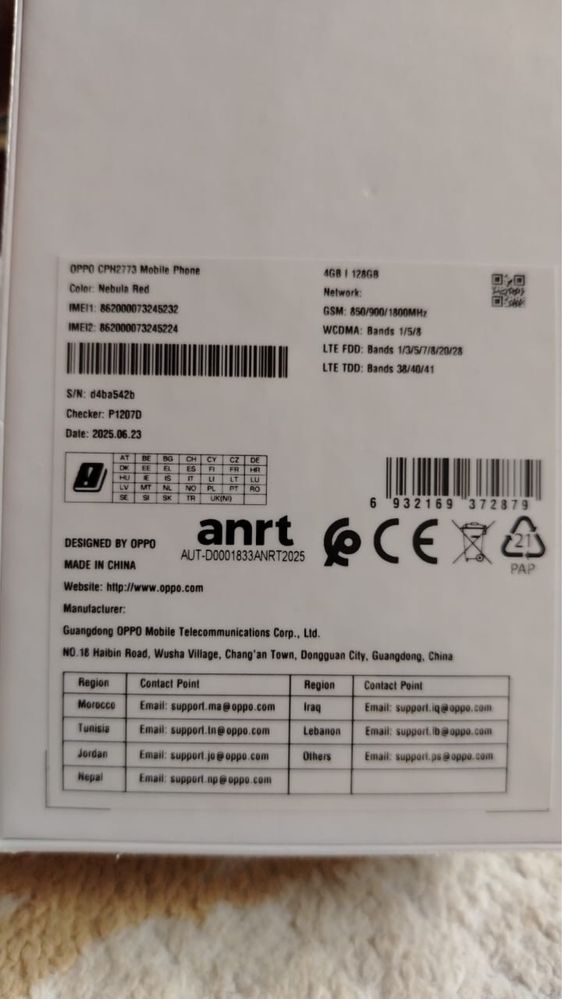 OPPO CPH2773 Mobile Phone
Color: Nebula Red
IMEI1: 862000073245232
IMEI2: 862000073245224
4GB | 128GB
Network:
GSM: 850/900/1800MHz
WCDMA: Bands 1/5/8
LTE FDD: Bands 1/3/5/7/8/20/28
LTE TDD: Bands 38/40/41
S/N: d4ba542b
Checker: P1207D
Date: 2025.06.23
AT BE BG CH CY CZ DE
DK EE EL ES FI FR HR
HU IE IS IT LI LT LU
LV MT NL NO PL PT RO
SE SI SK TR UK(NI)
6 932169 372879
anrt
AUT-D0001833ANRT2025
CE
21
PAP
DESIGNED BY OPPO
MADE IN CHINA
Website: http://www.oppo.com
Manufacturer:
Guangdong OPPO Mobile Telecommunications Corp., Ltd.
NO.18 Haibin Road, Wusha Village, Chang'an Town, Dongguan City, Guangdong, China
Region Contact Point Region Contact Point
Morocco Email: support.ma@oppo.com Iraq Email: support.iq@oppo.com
Tunisia Email: support.tn@oppo.com Lebanon Email: support.lb@oppo.com
Jordan Email: support.jo@oppo.com Others Email: support.ps@oppo.com
Nepal Email: support.np@oppo.com